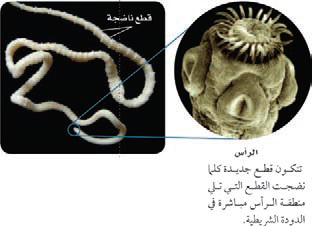 قطع ناضجة
الرأس
تتكون قطع جديدة كلما
نضجت القطع التي تلي
منطقة الرأس مباشرة في
الدودة الشريطية.